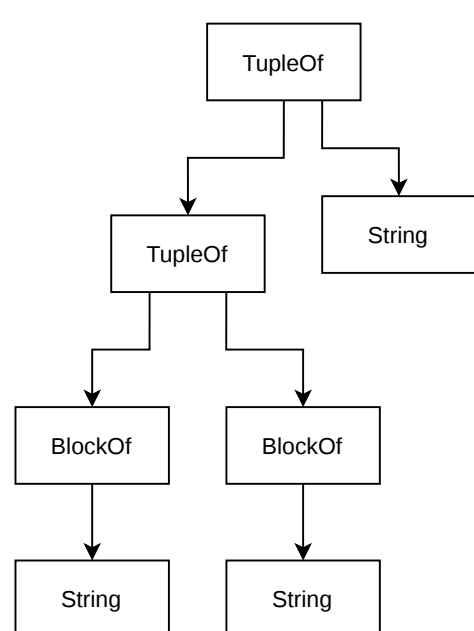 TupleOf
String
TupleOf
BlockOf
BlockOf
String
String